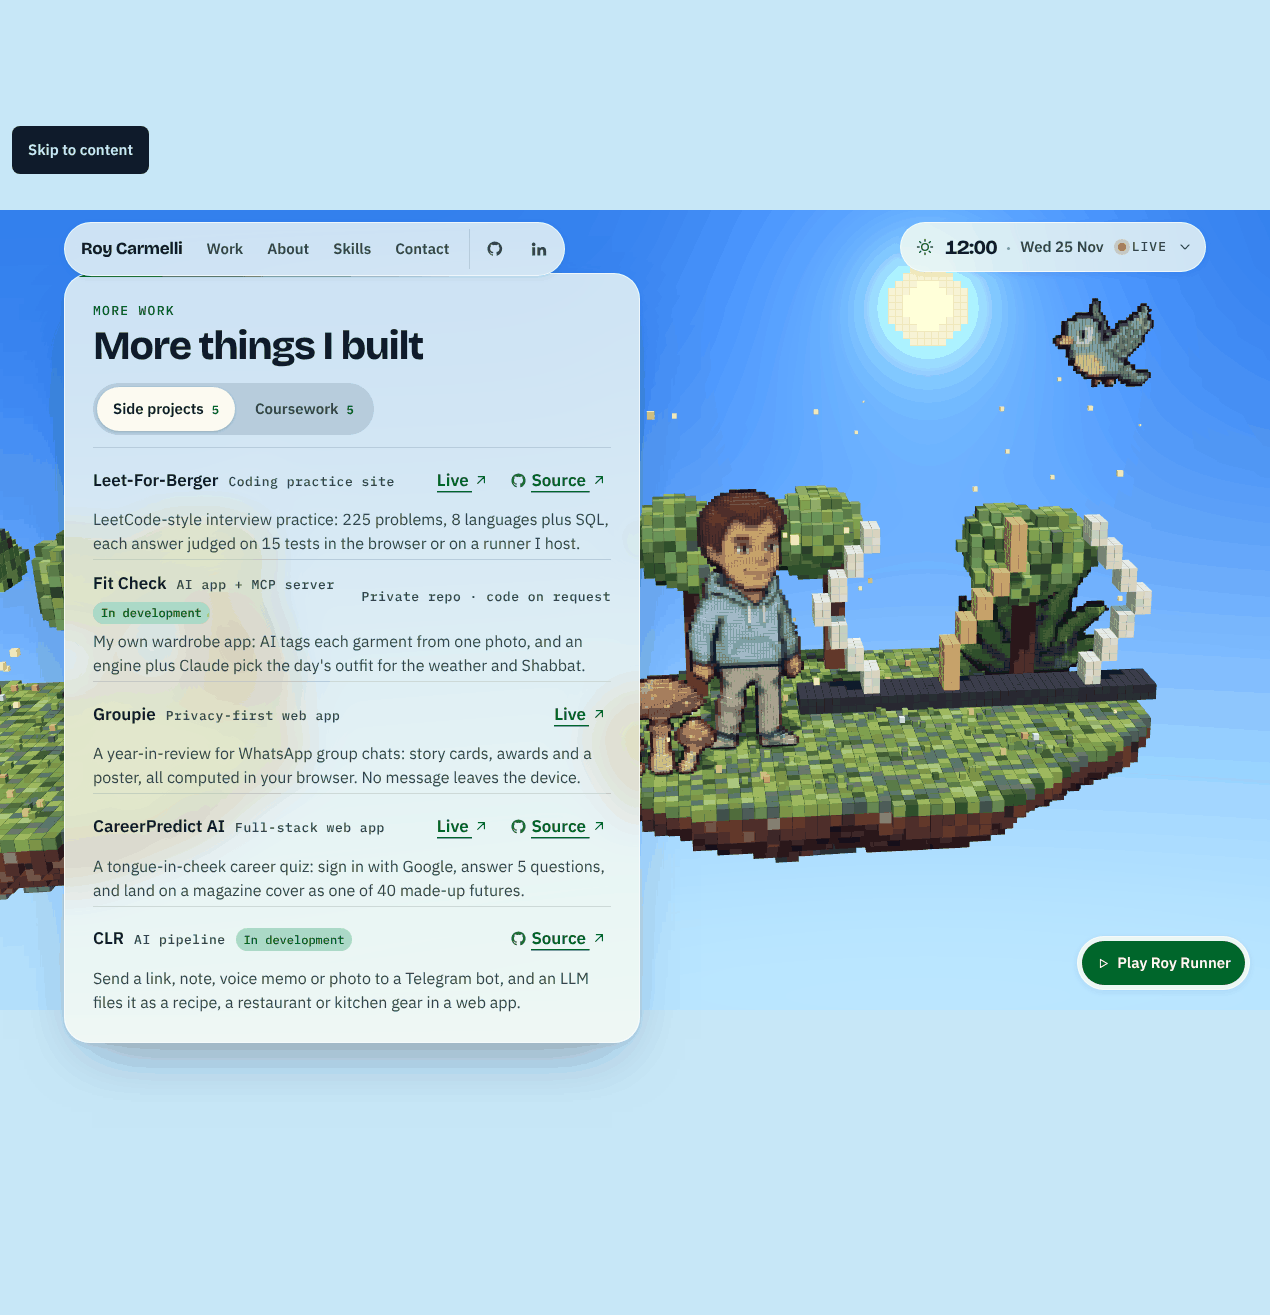 Skip to content
Roy Carmelli Work About Skills Contact
12:00 · Wed 25 Nov LIVE
MORE WORK
More things I built
Side projects 5 Coursework 5
Leet-For-Berger Coding practice site Live Source
LeetCode-style interview practice: 225 problems, 8 languages plus SQL,
each answer judged on 15 tests in the browser or on a runner I host.
Fit Check AI app + MCP server
Private repo · code on request
In development
My own wardrobe app: AI tags each garment from one photo, and an
engine plus Claude pick the day's outfit for the weather and Shabbat.
Groupie Privacy-first web app Live
A year-in-review for WhatsApp group chats: story cards, awards and a
poster, all computed in your browser. No message leaves the device.
CareerPredict AI Full-stack web app Live Source
A tongue-in-cheek career quiz: sign in with Google, answer 5 questions,
and land on a magazine cover as one of 40 made-up futures.
CLR AI pipeline In development Source
Send a link, note, voice memo or photo to a Telegram bot, and an LLM
files it as a recipe, a restaurant or kitchen gear in a web app.
Play Roy Runner